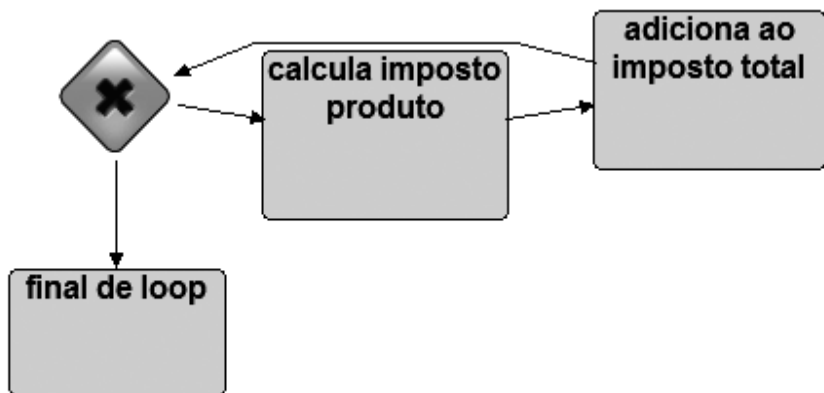 calcula imposto
produto
adiciona ao
imposto total
final de loop